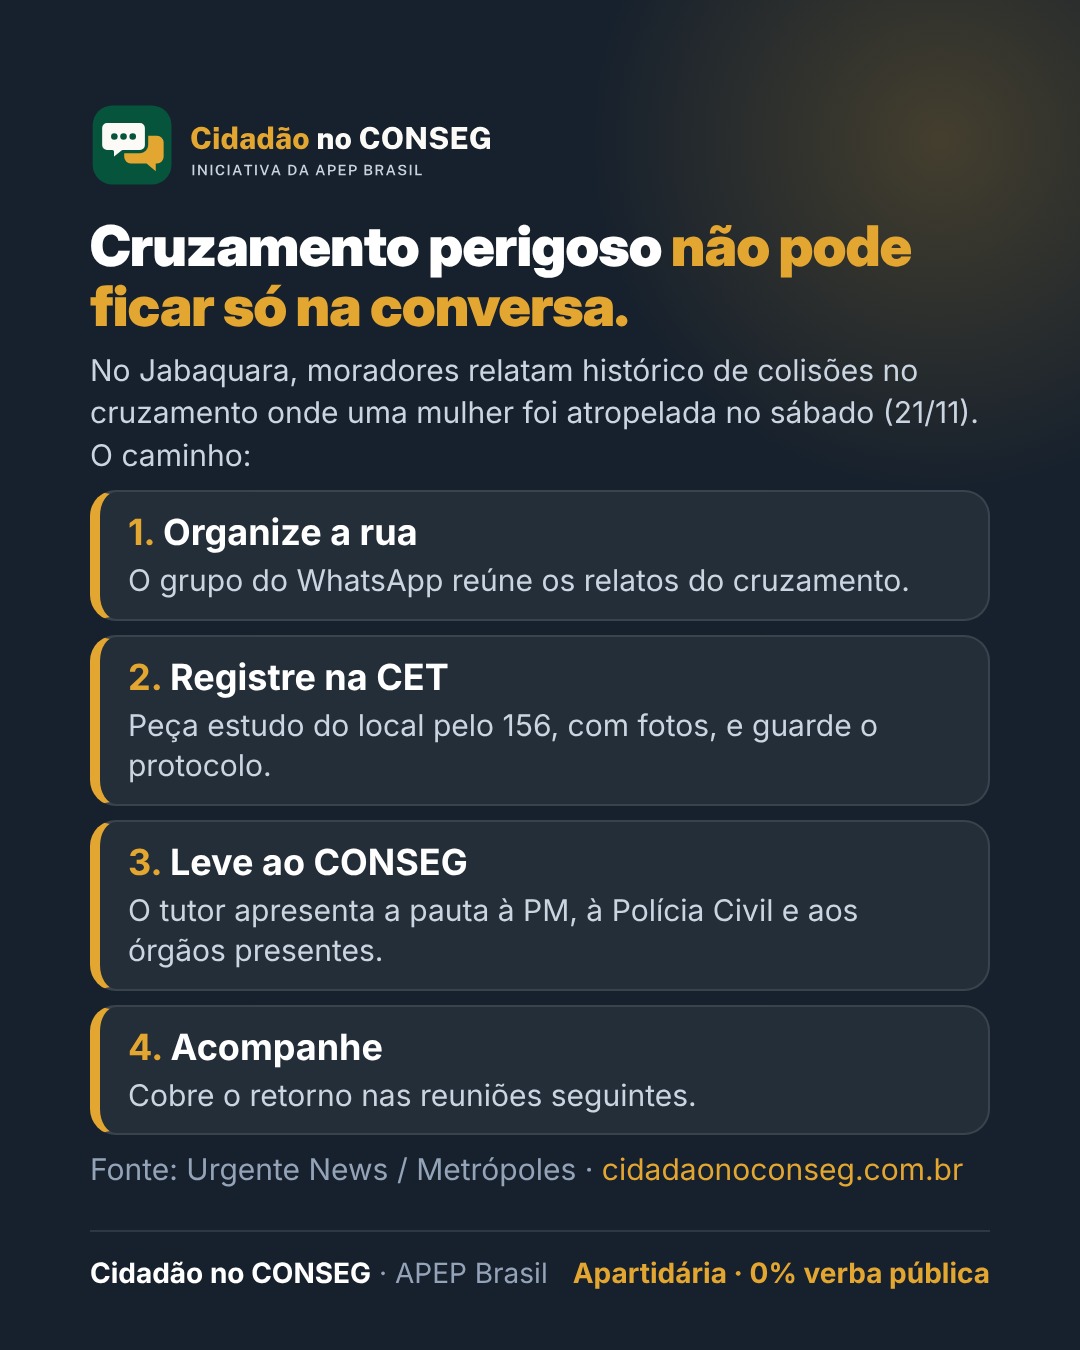 Cidadão no CONSEG
INICIATIVA DA APEP BRASIL
Cruzamento perigoso não pode
ficar só na conversa.
No Jabaquara, moradores relatam histórico de colisões no
cruzamento onde uma mulher foi atropelada no sábado (21/11).
O caminho:
1. Organize a rua
O grupo do WhatsApp reúne os relatos do cruzamento.
2. Registre na CET
Peça estudo do local pelo 156, com fotos, e guarde o
protocolo.
3. Leve ao CONSEG
O tutor apresenta a pauta à PM, à Polícia Civil e aos
órgãos presentes.
4. Acompanhe
Cobre o retorno nas reuniões seguintes.
Fonte: Urgente News / Metrópoles · cidadaonoconseg.com.br
Cidadão no CONSEG · APEP Brasil Apartidária · 0% verba pública